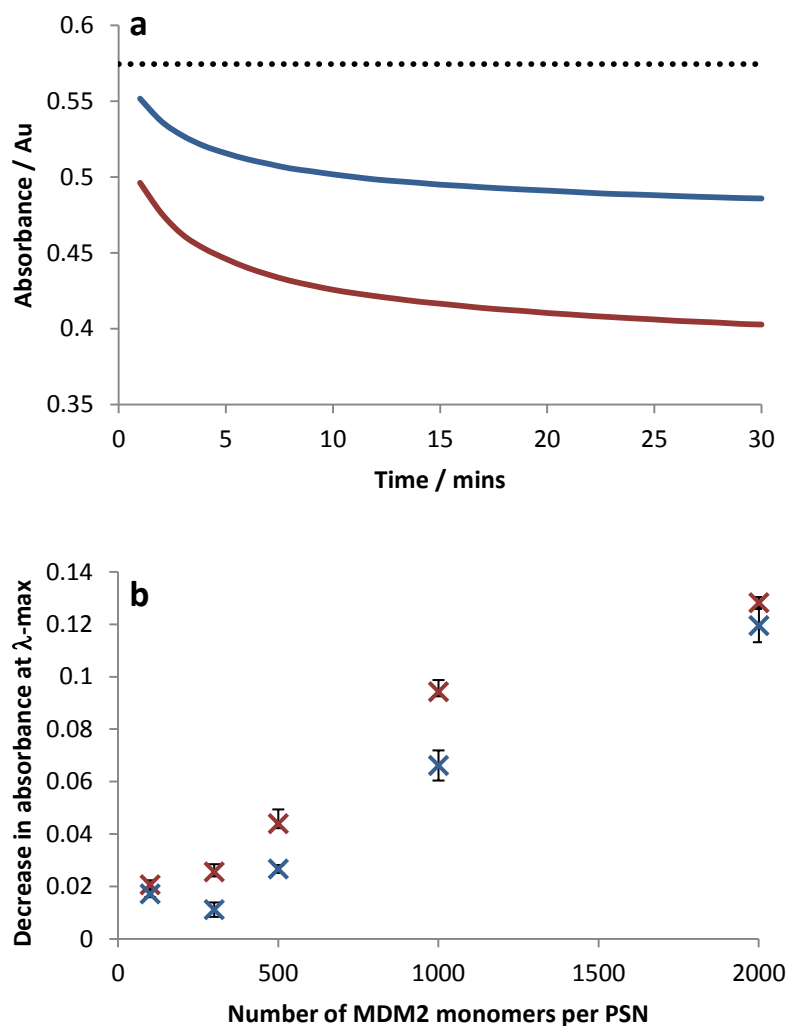 a
0.6
0.55
0.5
0.45
0.4
0.35
Absorbance / Au
0 5 10 15 20 25 30
Time / mins
b
0.14
0.12
0.1
0.08
0.06
0.04
0.02
0
Decrease in absorbance at λ-max
0 500 1000 1500 2000
Number of MDM2 monomers per PSN